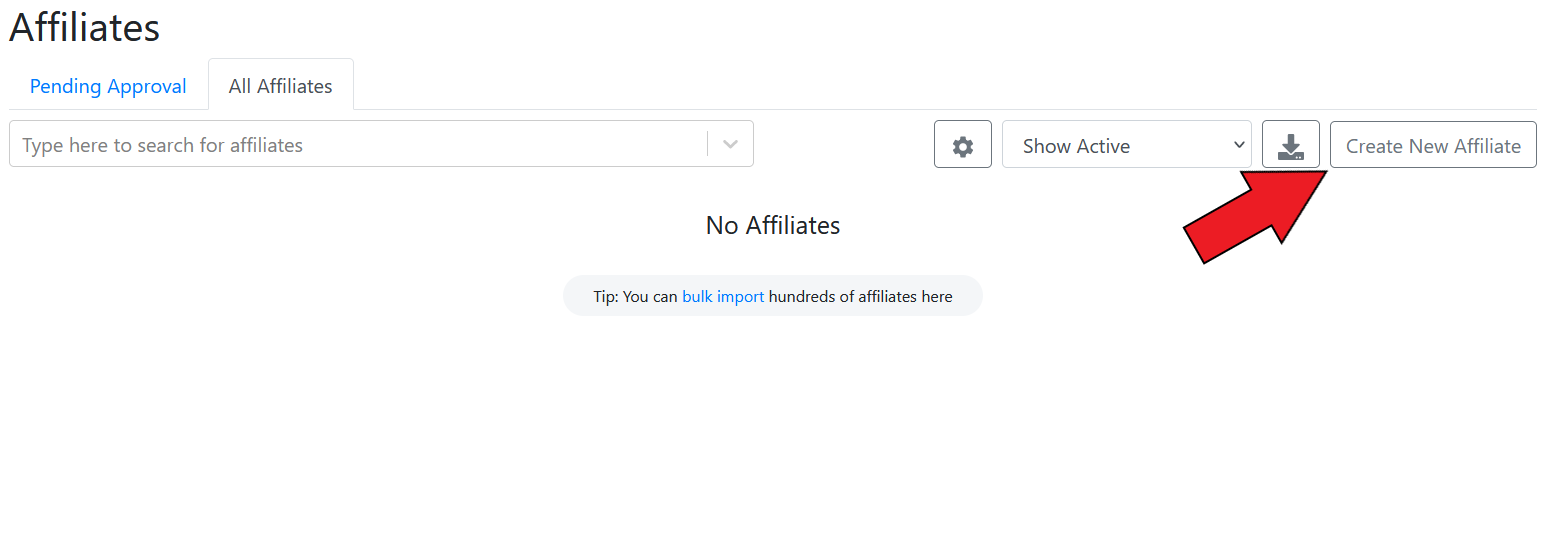 Affiliates
Pending Approval
All Affiliates
Type here to search for affiliates
Show Active
Create New Affiliate
No Affiliates
Tip: You can bulk import hundreds of affiliates here